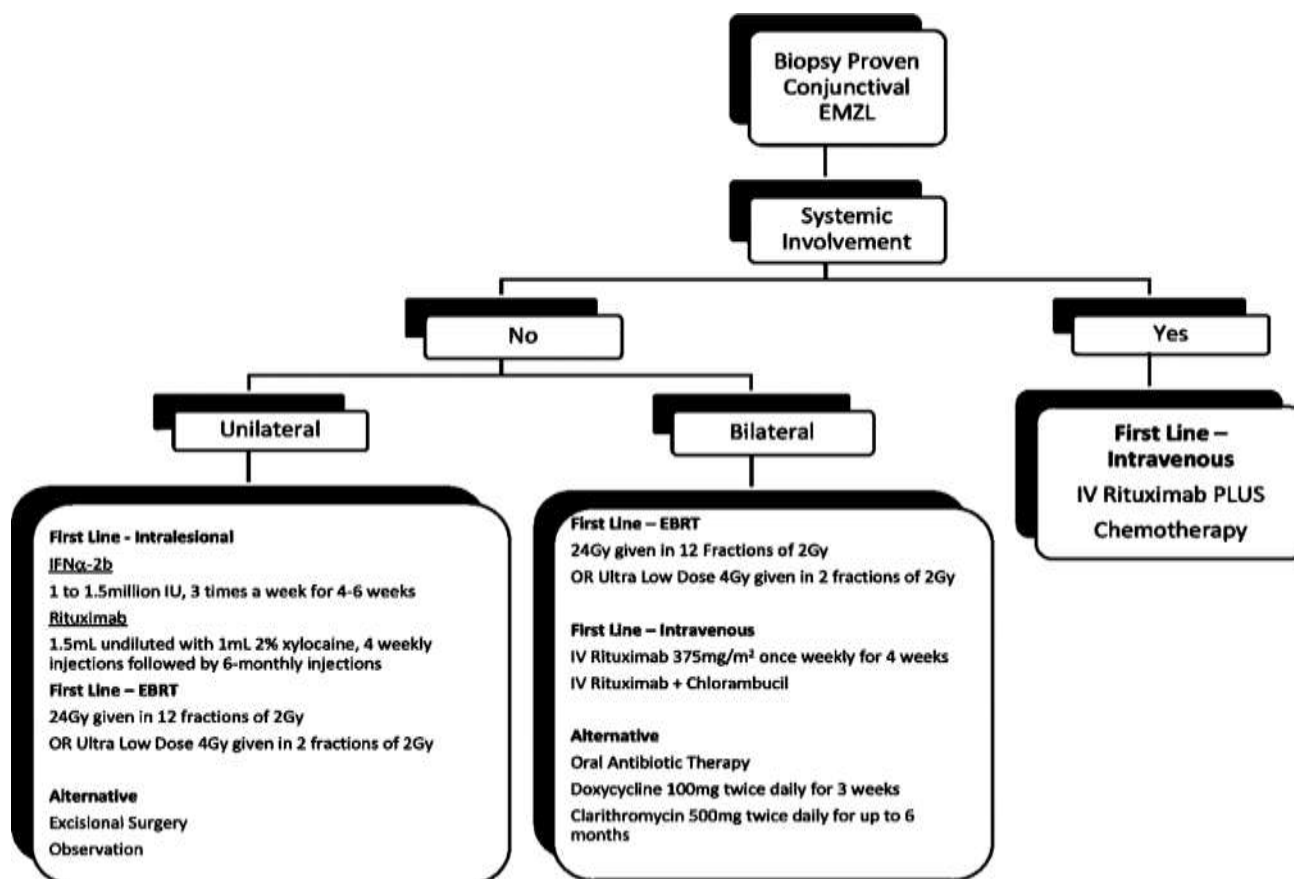 Biopsy Proven
Conjunctival
EMZL
Systemic
Involvement
No
Yes
Unilateral
Bilateral
First Line - Intralesional
IFNα-2b
1 to 1.5million IU, 3 times a week for 4-6 weeks
Rituximab
1.5mL undiluted with 1mL 2% xylocaine, 4 weekly
injections followed by 6-monthly injections
First Line – EBRT
24Gy given in 12 fractions of 2Gy
OR Ultra Low Dose 4Gy given in 2 fractions of 2Gy
Alternative
Excisional Surgery
Observation
First Line – EBRT
24Gy given in 12 Fractions of 2Gy
OR Ultra Low Dose 4Gy given in 2 fractions of 2Gy
First Line – Intravenous
IV Rituximab 375mg/m² once weekly for 4 weeks
IV Rituximab + Chlorambucil
Alternative
Oral Antibiotic Therapy
Doxycycline 100mg twice daily for 3 weeks
Clarithromycin 500mg twice daily for up to 6
months
First Line –
Intravenous
IV Rituximab PLUS
Chemotherapy